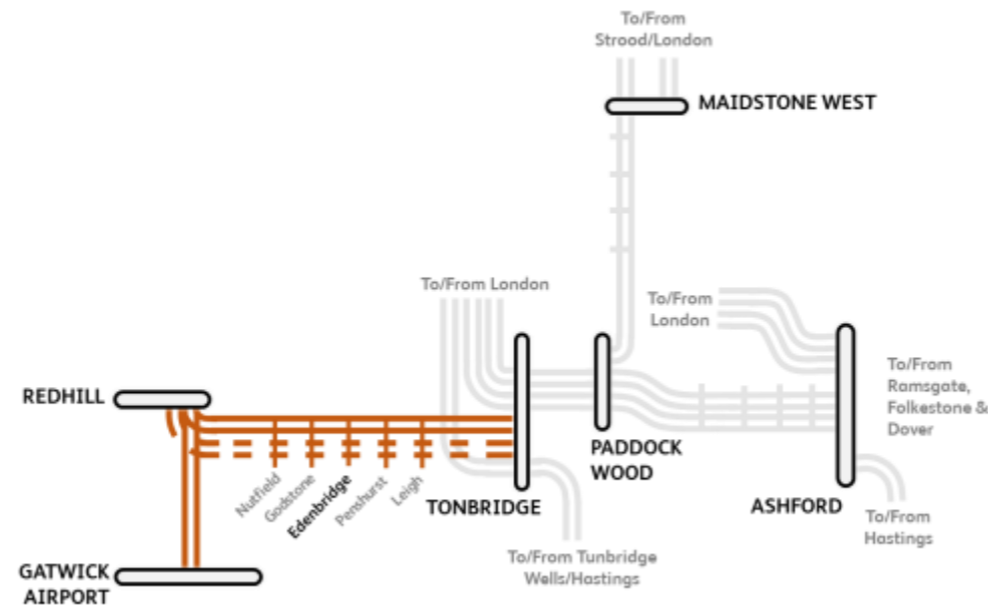 To/From
Strood/London
MAIDSTONE WEST
To/From London
To/From
London
To/From
Ramsgate,
Folkestone &
Dover
REDHILL
Nutfield
Godstone
Edenbridge
Penshurst
Leigh
TONBRIDGE
PADDOCK
WOOD
ASHFORD
To/From
Hastings
To/From Tunbridge
Wells/Hastings
GATWICK
AIRPORT